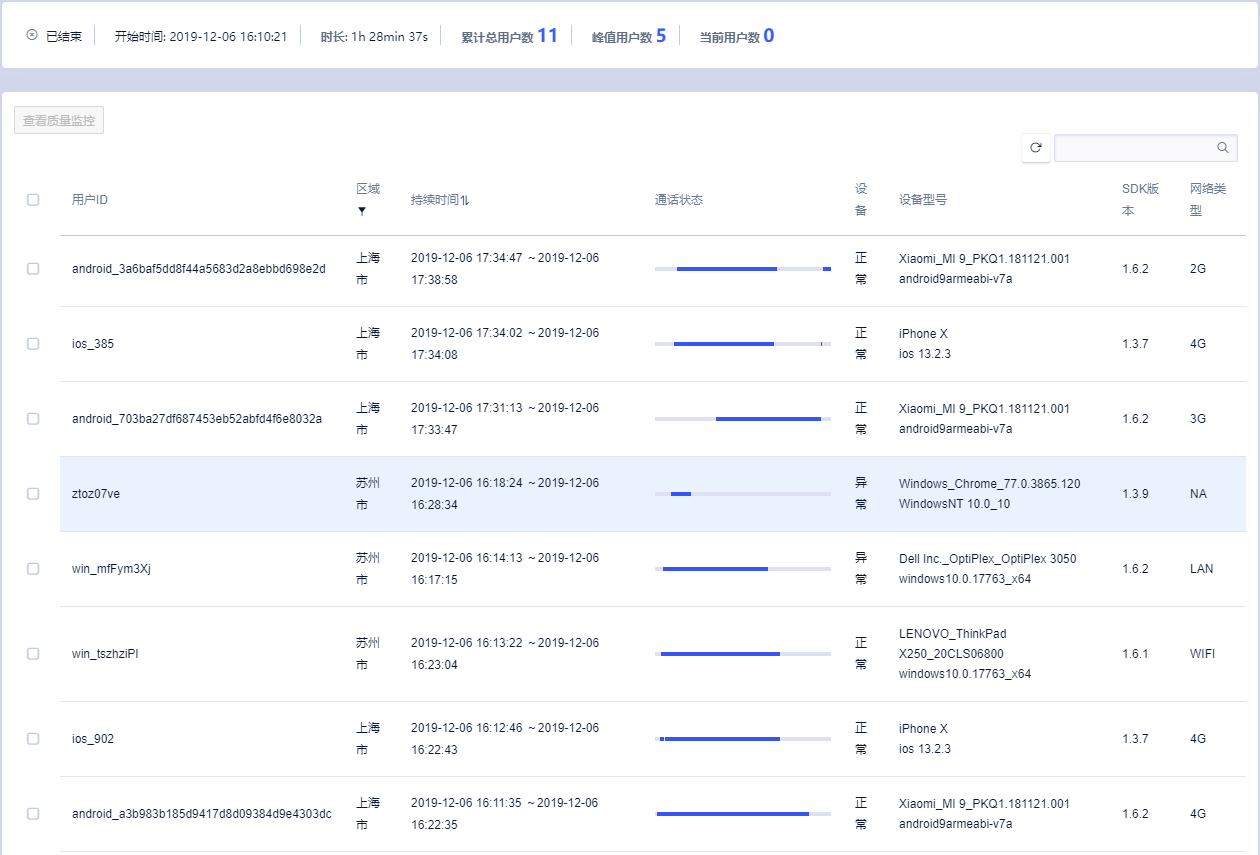 已结束 开始时间: 2019-12-06 16:10:21 时长: 1h 28min 37s 累计总用户数 11 峰值用户数 5 当前用户数 0
查看质量监控
用户ID 区域 持续时间 通话状态 设备 设备型号 SDK版本 网络类型
android_3a6baf5dd8f44a5683d2a8ebbd698e2d 上海市 2019-12-06 17:34:47 ~2019-12-06 17:38:58 正常 Xiaomi_MI 9_PKQ1.181121.001 android9armeabi-v7a 1.6.2 2G
ios_385 上海市 2019-12-06 17:34:02 ~2019-12-06 17:34:08 正常 iPhone X ios 13.2.3 1.3.7 4G
android_703ba27df687453eb52abfd4f6e8032a 上海市 2019-12-06 17:31:13 ~2019-12-06 17:33:47 正常 Xiaomi_MI 9_PKQ1.181121.001 android9armeabi-v7a 1.6.2 3G
ztoz07ve 苏州市 2019-12-06 16:18:24 ~2019-12-06 16:28:34 异常 Windows_Chrome_77.0.3865.120 WindowsNT 10.0_10 1.3.9 NA
win_mfFym3Xj 苏州市 2019-12-06 16:14:13 ~2019-12-06 16:17:15 异常 Dell Inc._OptiPlex_OptiPlex 3050 windows10.0.17763_x64 1.6.2 LAN
win_tszhziPl 苏州市 2019-12-06 16:13:22 ~2019-12-06 16:23:04 正常 LENOVO_ThinkPad X250_20CLS06800 windows10.0.17763_x64 1.6.1 WIFI
ios_902 上海市 2019-12-06 16:12:46 ~2019-12-06 16:22:43 正常 iPhone X ios 13.2.3 1.3.7 4G
android_a3b983b185d9417d8d09384d9e4303dc 上海市 2019-12-06 16:11:35 ~2019-12-06 16:22:35 正常 Xiaomi_MI 9_PKQ1.181121.001 android9armeabi-v7a 1.6.2 4G